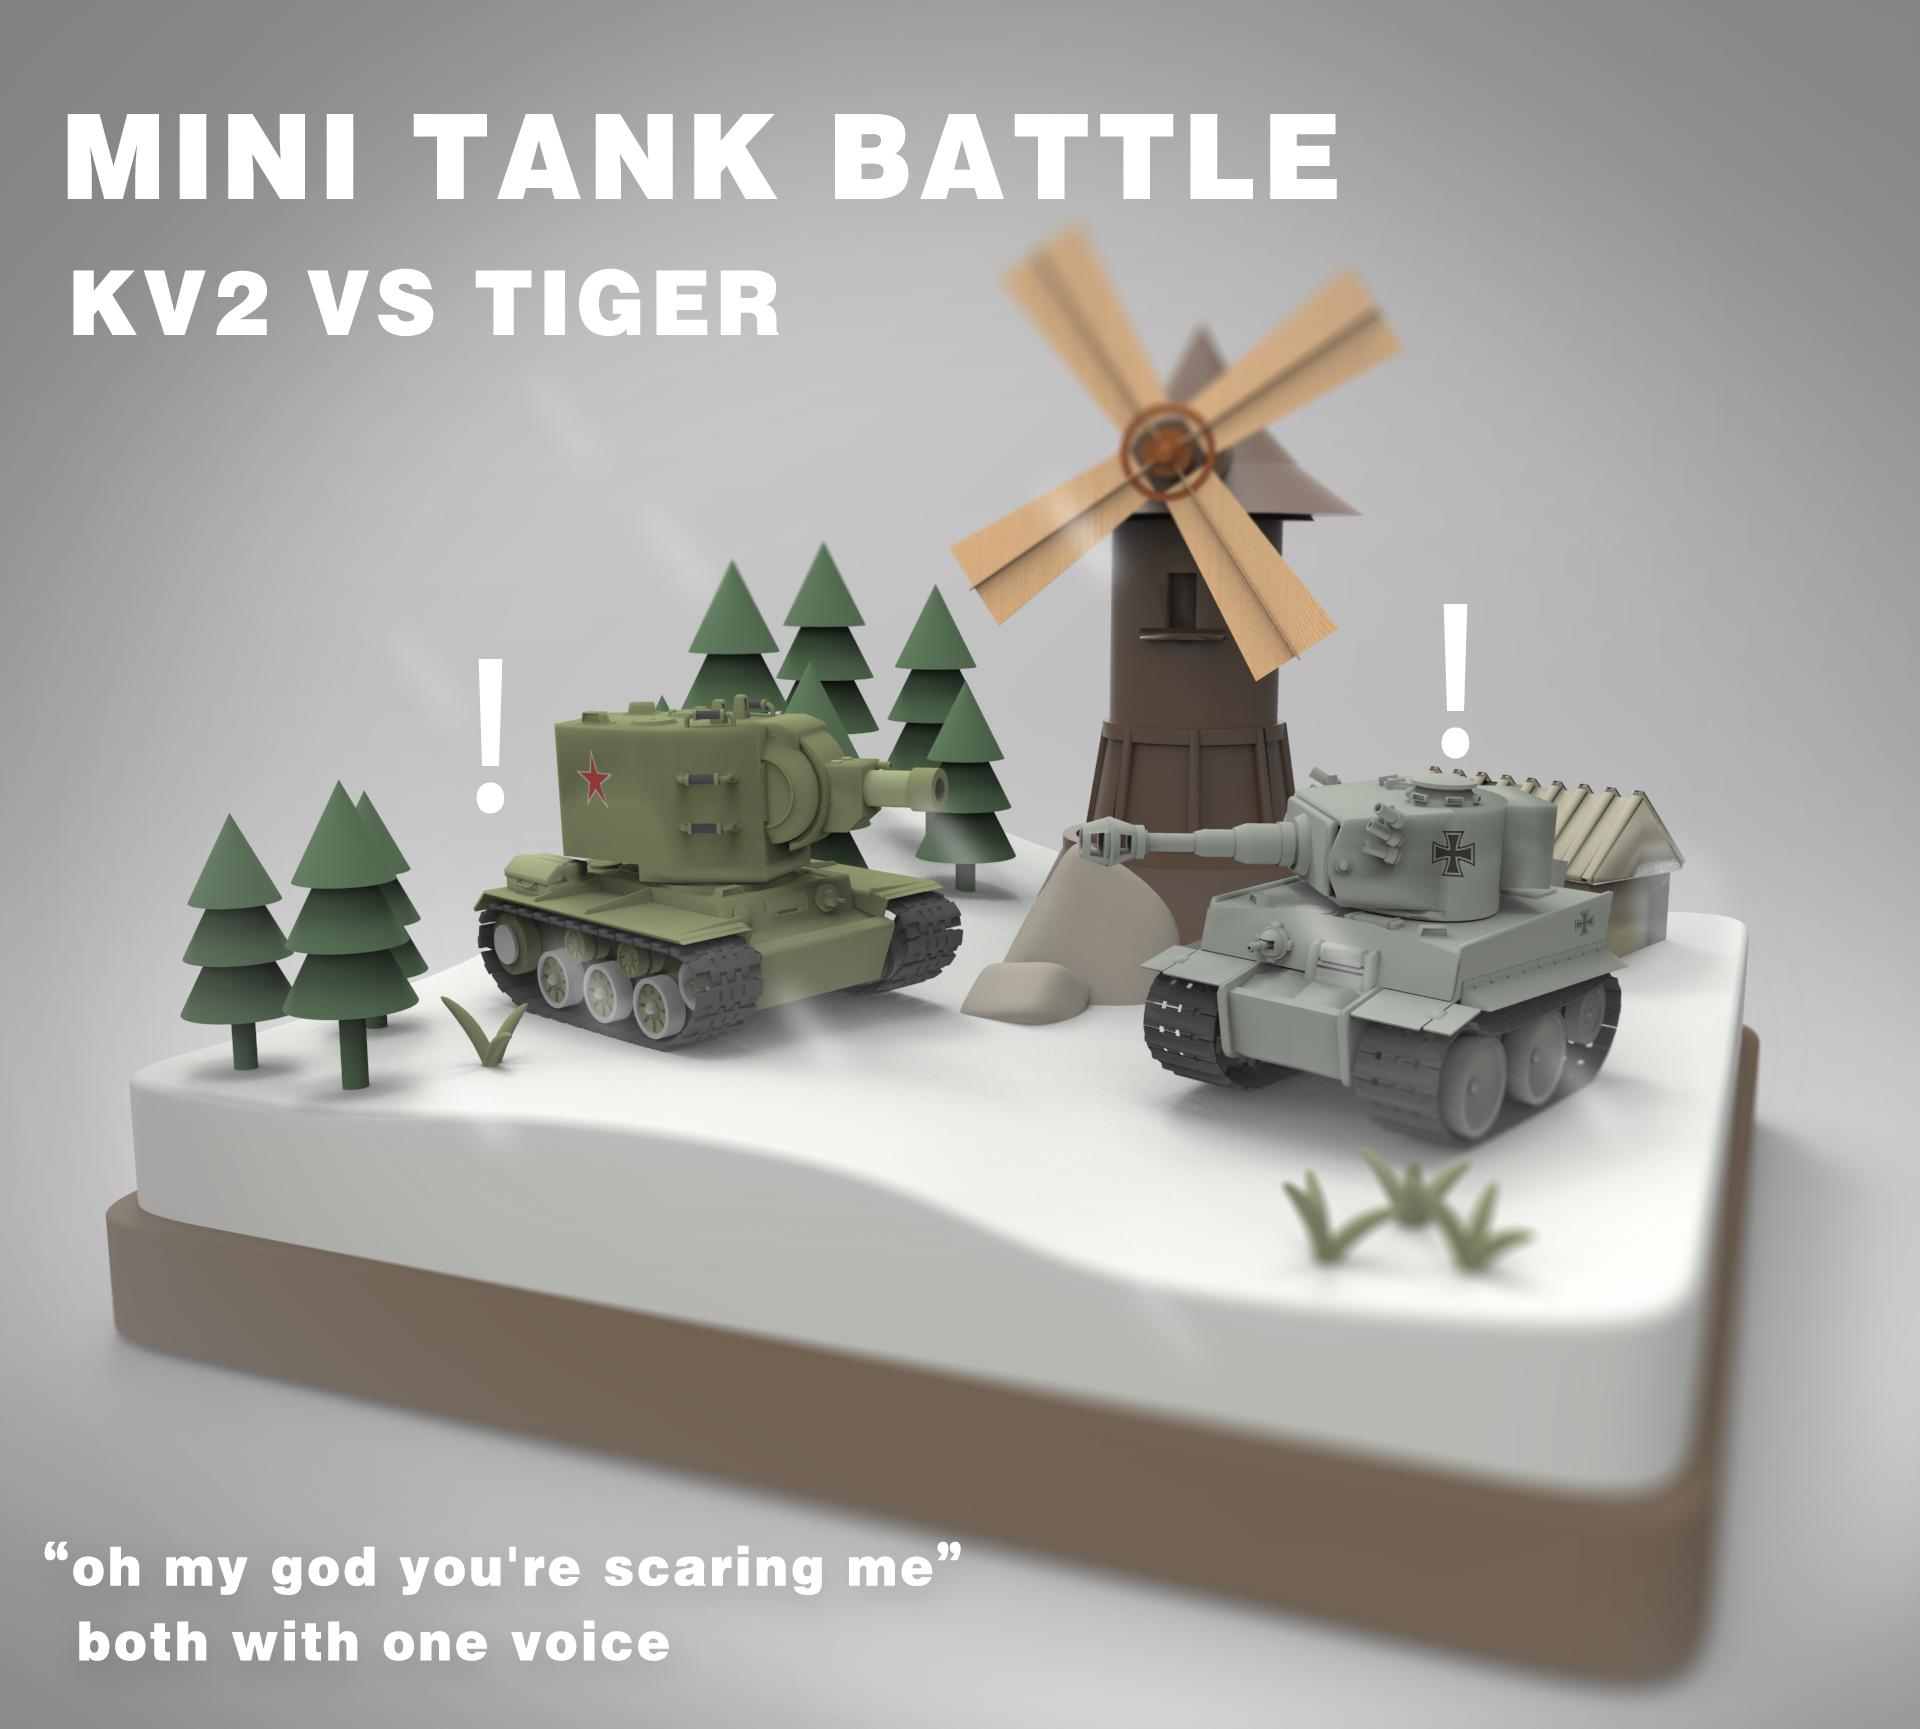 MINI TANK BATTLE
KV2 VS TIGER
!
!
“oh my god you're scaring me”
both with one voice